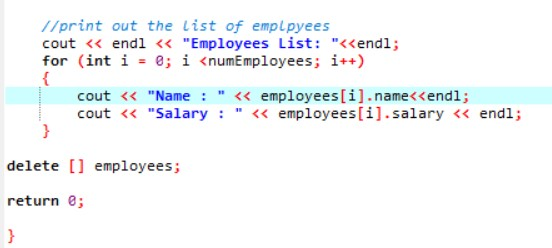 //print out the list of emplpyees
cout << endl << "Employees List: "<<endl;
for (int i = 0; i <numEmployees; i++)
{
cout << "Name : " << employees[i].name<<endl;
cout << "Salary : " << employees[i].salary << endl;
}
delete [] employees;
return 0;
}